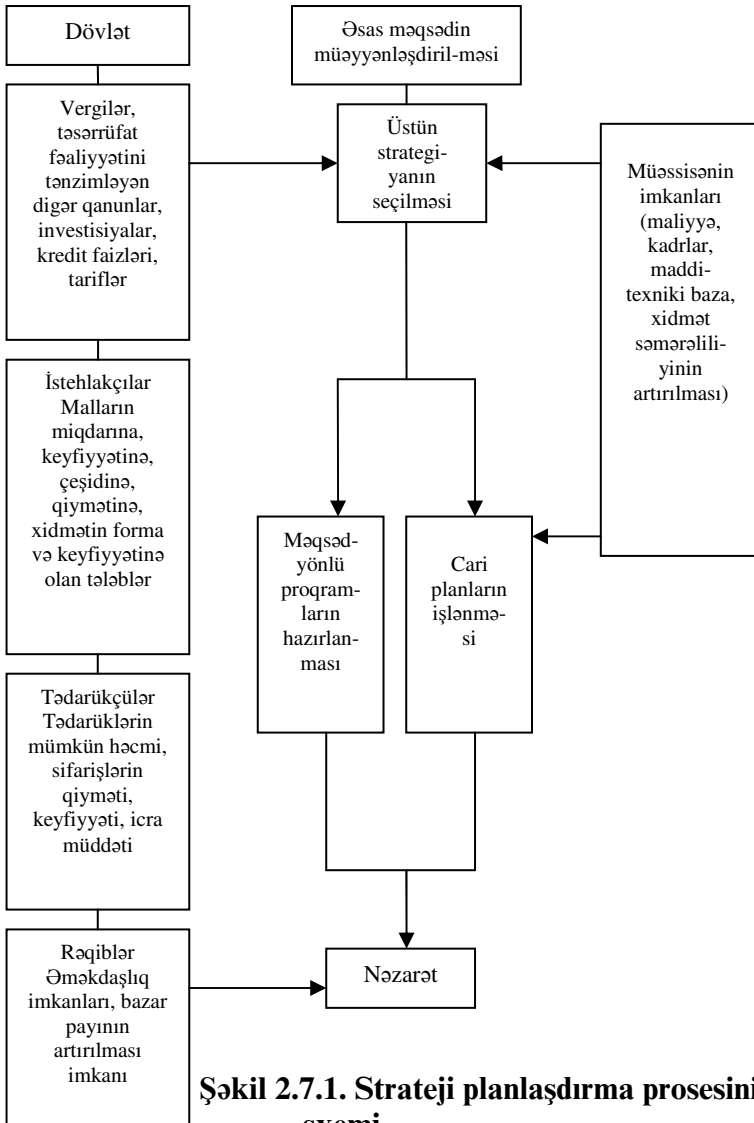 Dövlət
Vergilər,
təsərrüfat
fəaliyyətini
tənzimləyən
digər qanunlar,
investisiyalar,
kredit faizləri,
tariflər
İstehlakçılar
Malların
miqdarına,
keyfiyyətinə,
çeşidinə,
qiymətinə,
xidmətin forma
və keyfiyyətinə
olan tələblər
Tədarükçülər
Tədarüklərin
mümkün həcmi,
sifarişlərin
qiyməti,
keyfiyyəti, icra
müddəti
Rəqiblər
Əməkdaşlıq
imkanları, bazar
payının
artırılması
imkanı
Əsas məqsədin
müəyyənləşdiril-məsi
Üstün
strategi-
yanın
seçilməsi
Məqsəd-
yönlü
proqram-
ların
hazırlan-
ması
Cari
planların
işlənmə-
si
Nəzarət
Müəssisənin
imkanları
(maliyyə,
kadrlar,
maddi-
texniki baza,
xidmət
səmərəlili-
yinin
artırılması)
Şəkil 2.7.1. Strateji planlaşdırma prosesini
sxemi